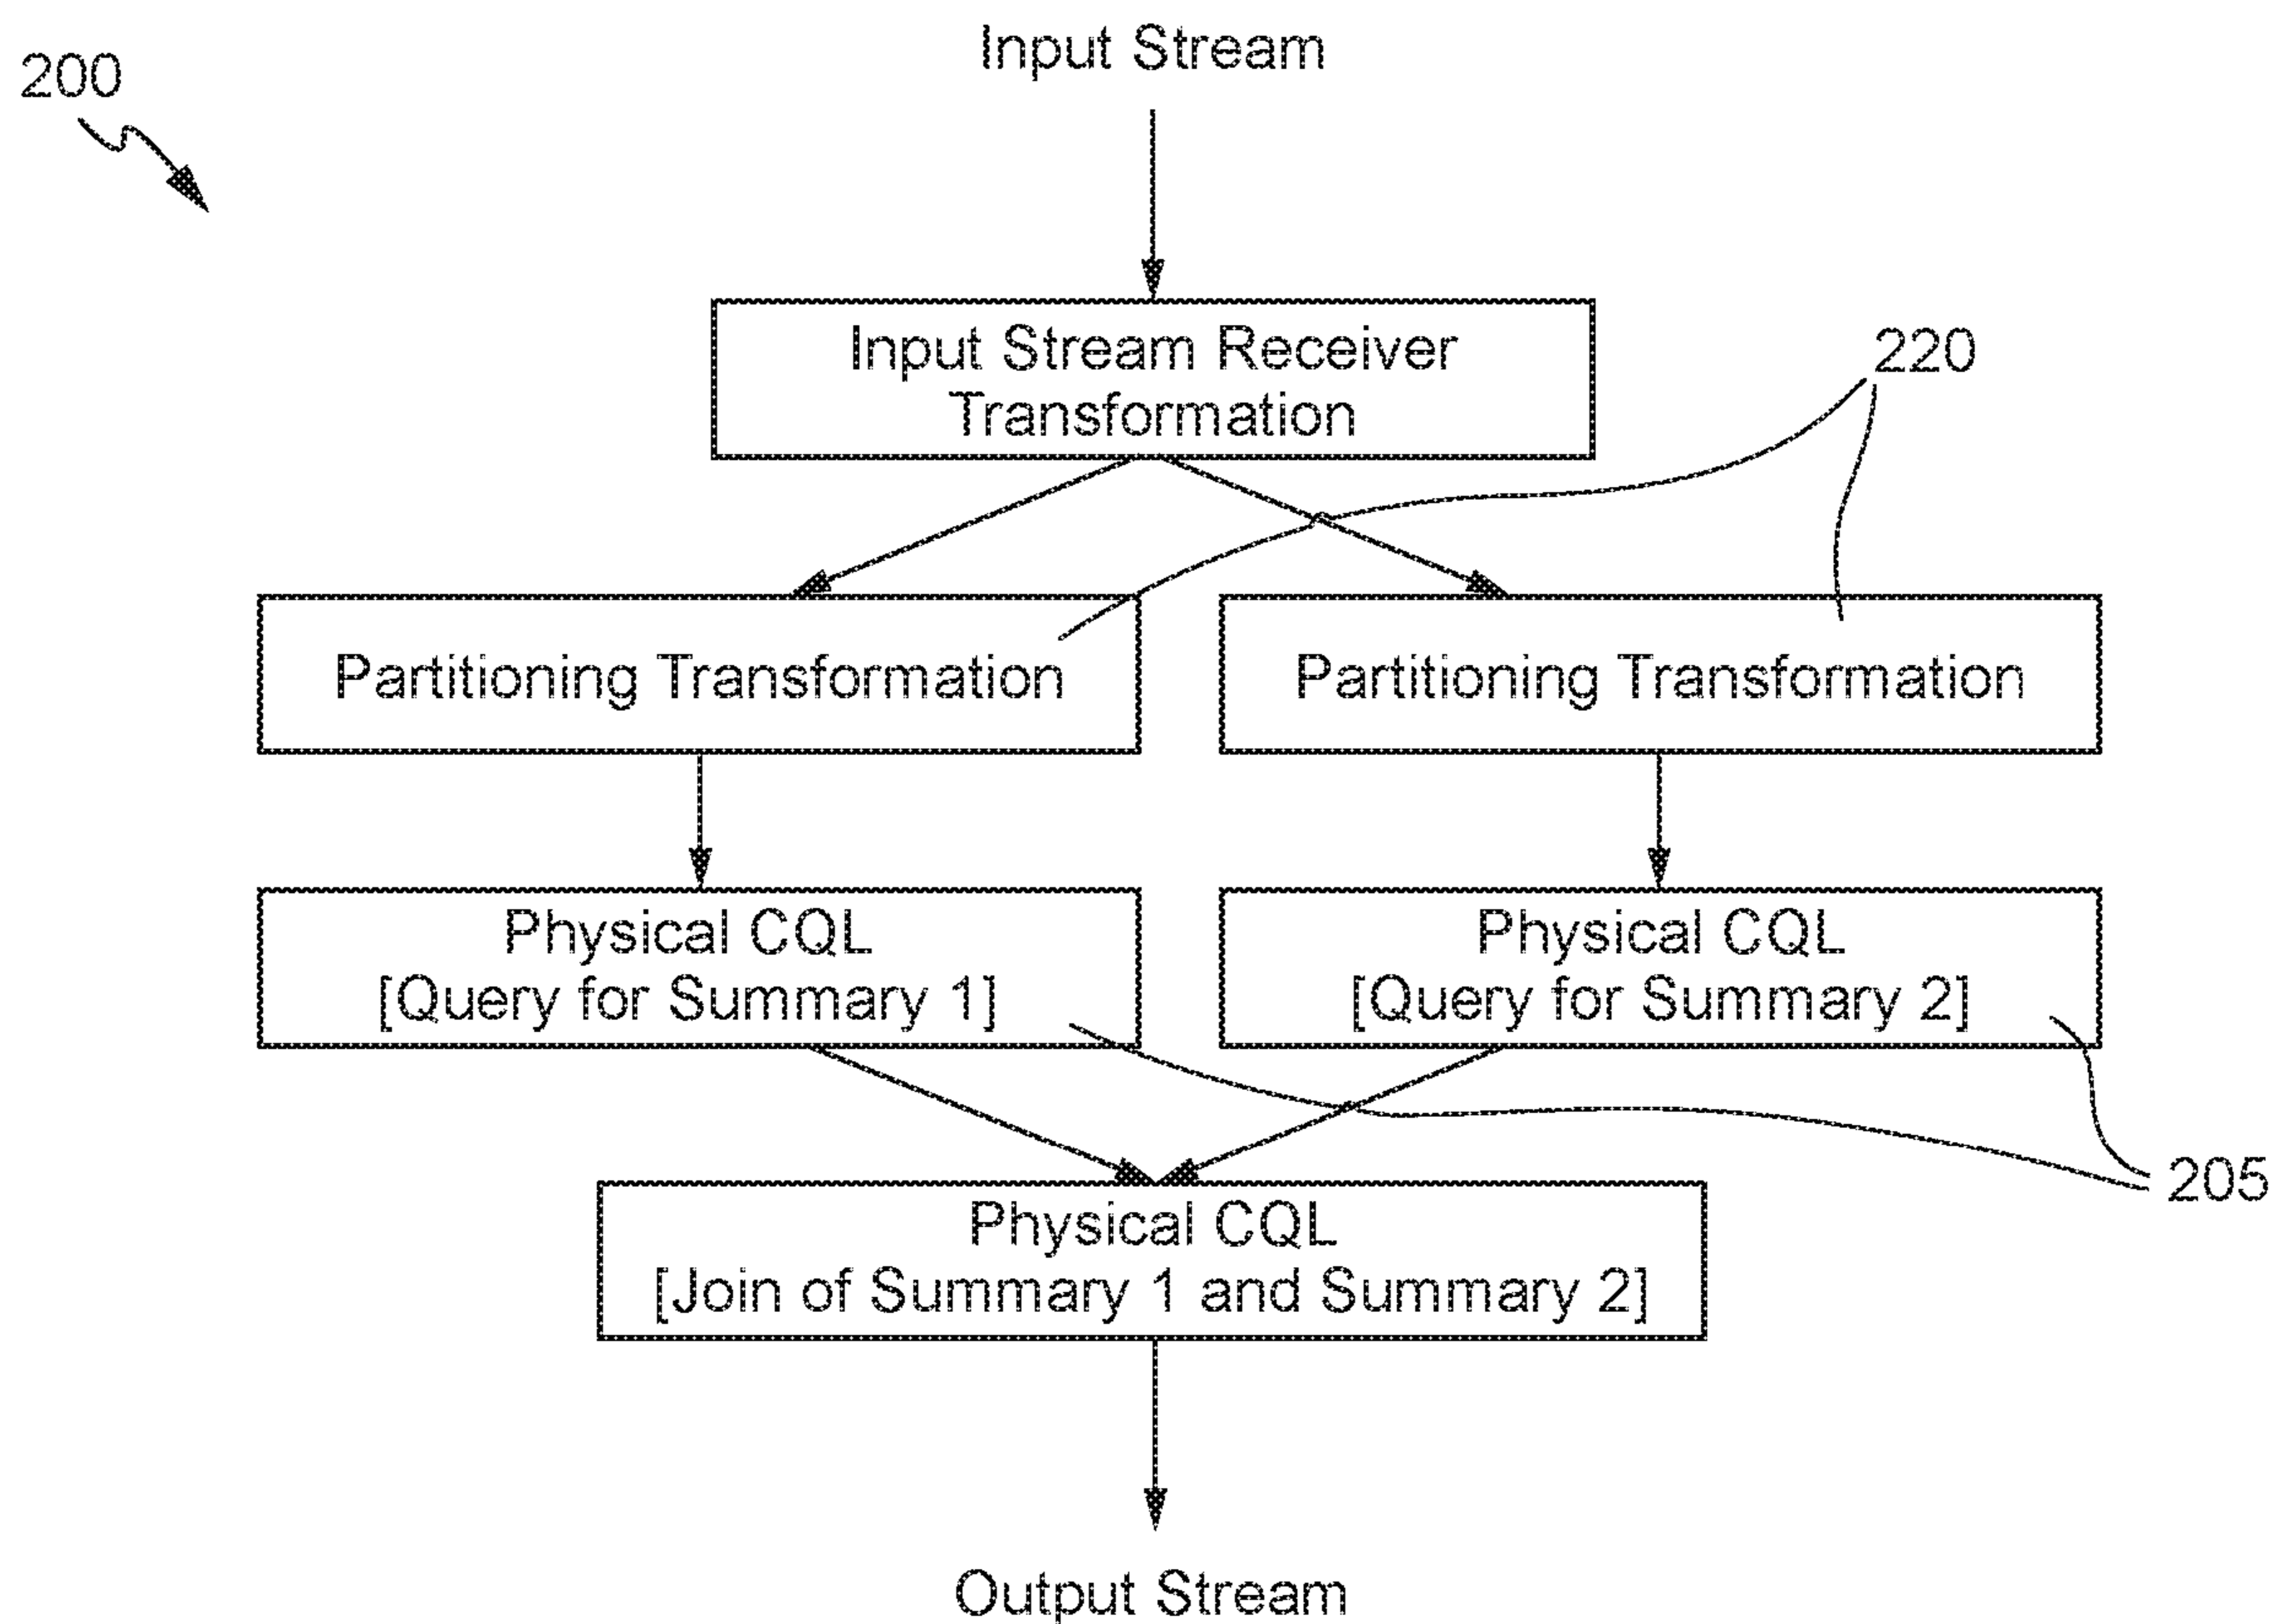 Input Stream
200
Input Stream Receiver
Transformation
220
Partitioning Transformation
Partitioning Transformation
Physical CQL
[Query for Summary 1]
Physical CQL
[Query for Summary 2]
205
Physical CQL
[Join of Summary 1 and Summary 2]
Output Stream